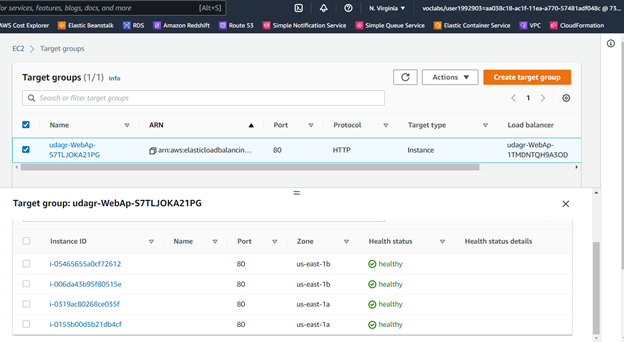 for services, features, blogs, docs, and more [Alt+S] N. Virginia voclabs/user1992903=aa038c18-ac1f-11ea-a770-57481adf048c @ 73...
AWS Cost Explorer Elastic Beanstalk RDS Amazon Redshift Route 53 Simple Notification Service Simple Queue Service Elastic Container Service VPC CloudFormation
EC2 > Target groups
Target groups (1/1) Info Actions Create target group
Search or filter target groups 1
Name ARN Port Protocol Target type Load balancer
udagr-WebAp-S7TLJOKA21PG arn:aws:elasticloadbalancin... 80 HTTP Instance udagr-WebAp-1TMDNTQH9A3OD
Target group: udagr-WebAp-S7TLJOKA21PG
Instance ID Name Port Zone Health status Health status details
i-05465655a0cf72612 80 us-east-1b healthy
i-006da43b95f80515e 80 us-east-1b healthy
i-0319ac80268ce035f 80 us-east-1a healthy
i-0155b00d5b21db4cf 80 us-east-1a healthy